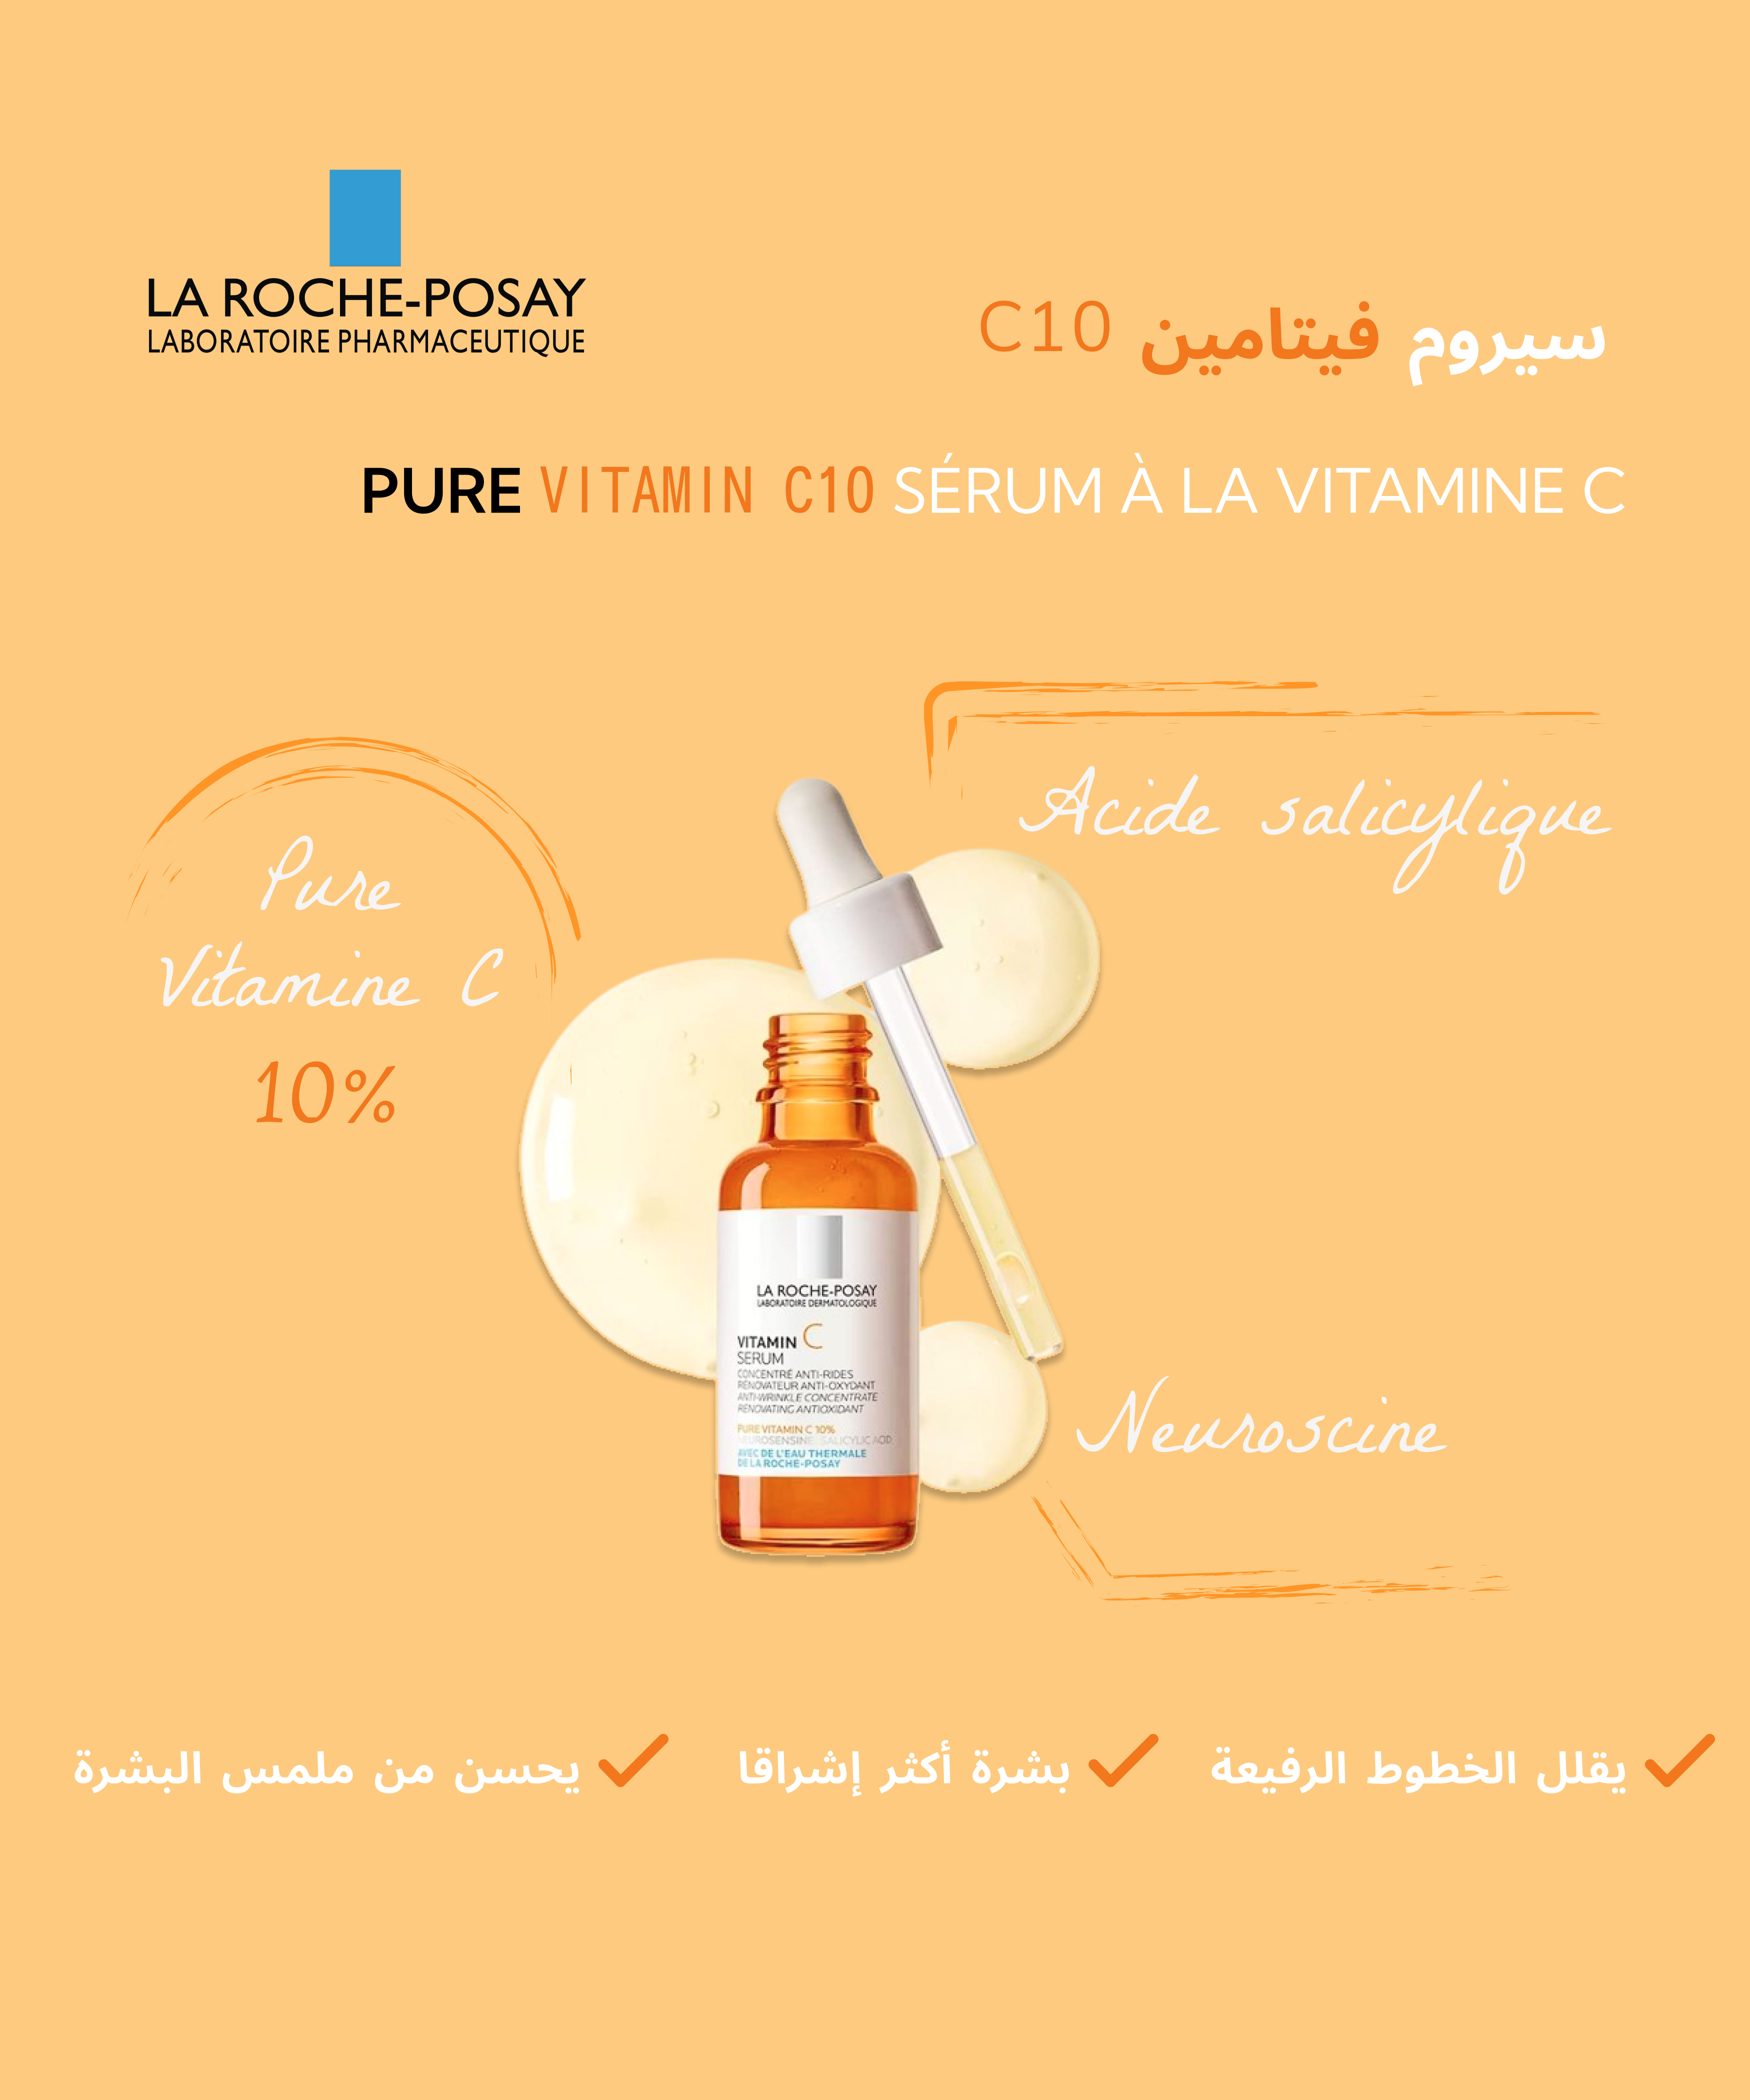 LA ROCHE-POSAY
LABORATOIRE PHARMACEUTIQUE
سيروم فيتامين C10
PURE VITAMIN C10 SÉRUM À LA VITAMINE C
Acide salicylique
Pure
Vitamine C
10%
LA ROCHE-POSAY
LABORATOIRE DERMATOLOGIQUE
VITAMIN C
SERUM
CONCENTRÉ ANTI-RIDES
RÉNOVATEUR ANTI-OXYDANT
ANTI-WRINKLE CONCENTRATE
RENOVATING ANTIOXIDANT
PURE VITAMIN C 10%
NEUROSENSINE SALICYLIC ACID
AVEC DE L'EAU THERMALE
DE LA ROCHE-POSAY
Neuroscine
يقلل الخطوط الرفيعة
بشرة أكثر إشراقا
يحسن من ملمس البشرة